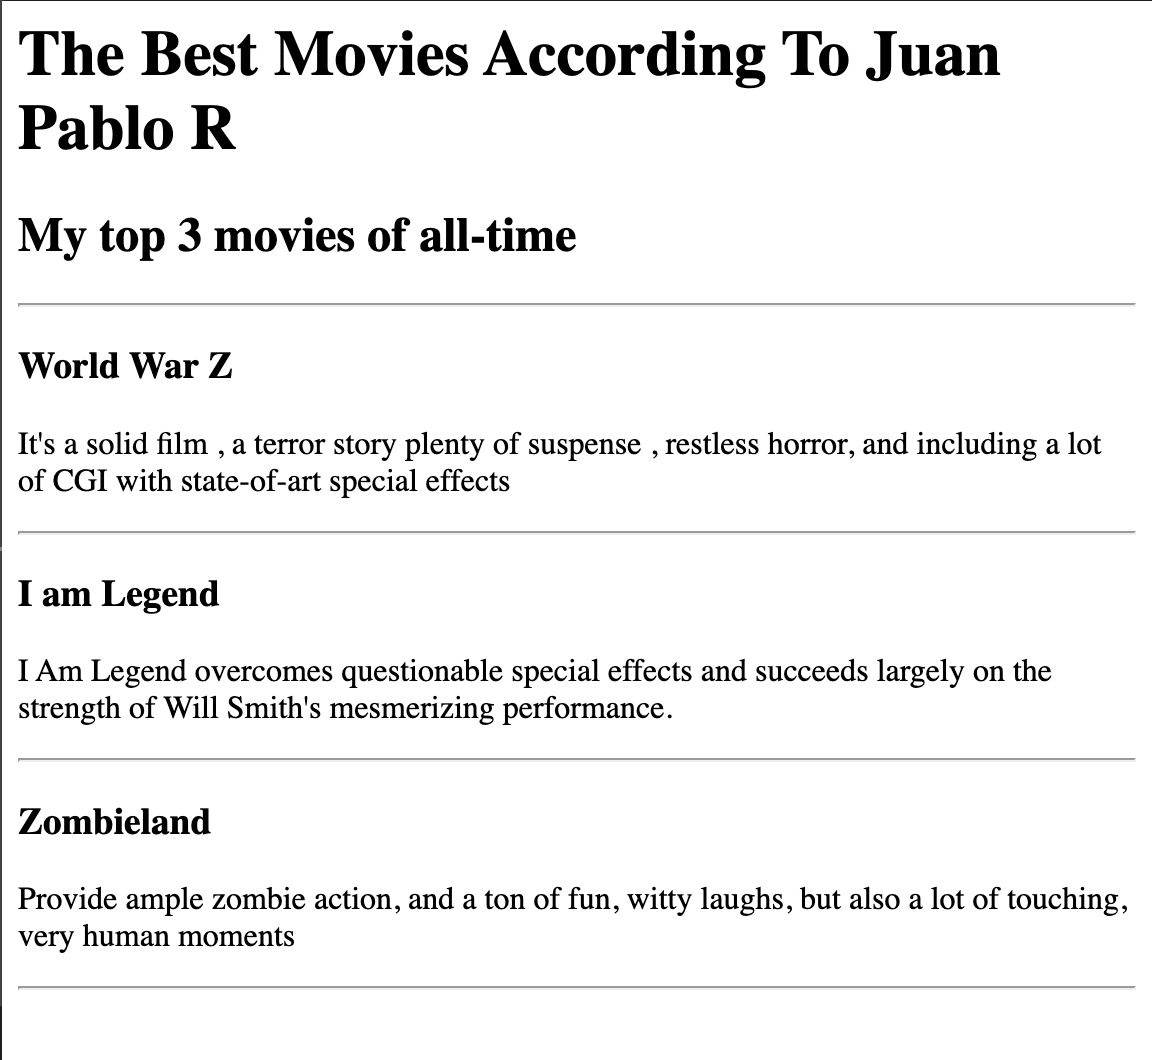 The Best Movies According To Juan
Pablo R
My top 3 movies of all-time
World War Z
It's a solid film , a terror story plenty of suspense , restless horror, and including a lot
of CGI with state-of-art special effects
I am Legend
I Am Legend overcomes questionable special effects and succeeds largely on the
strength of Will Smith's mesmerizing performance.
Zombieland
Provide ample zombie action, and a ton of fun, witty laughs, but also a lot of touching,
very human moments